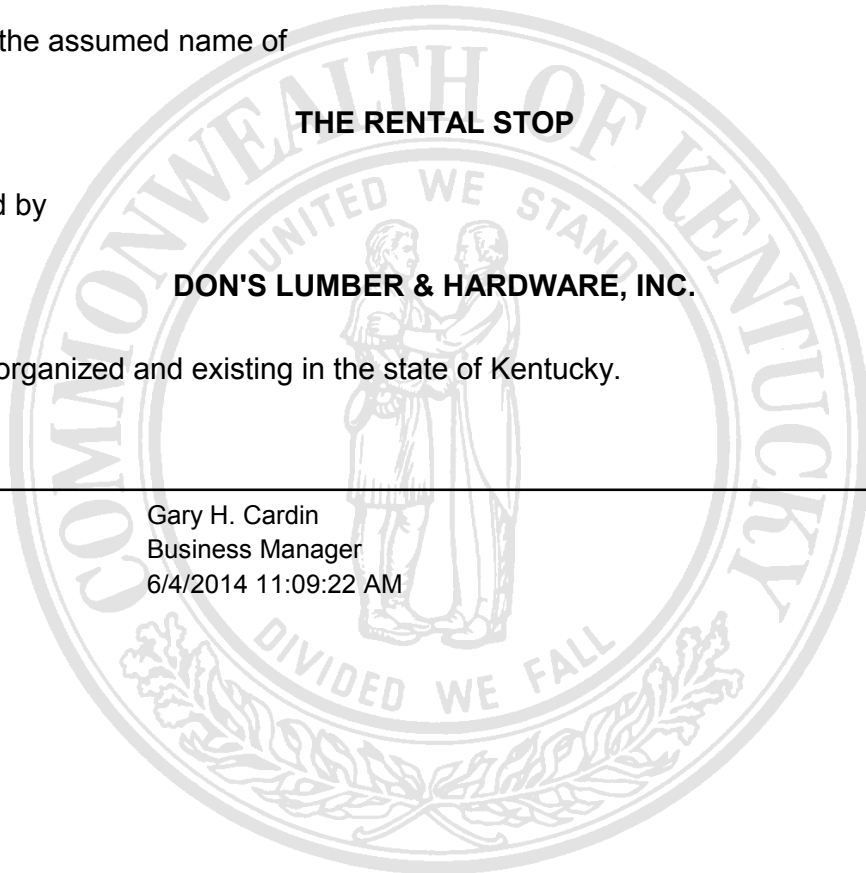 the assumed name of
THE RENTAL STOP
d by
DON'S LUMBER & HARDWARE, INC.
organized and existing in the state of Kentucky.
Gary H. Cardin
Business Manager
6/4/2014 11:09:22 AM
COMMONWEALTH OF KENTUCKY
UNITED WE STAND
DIVIDED WE FALL